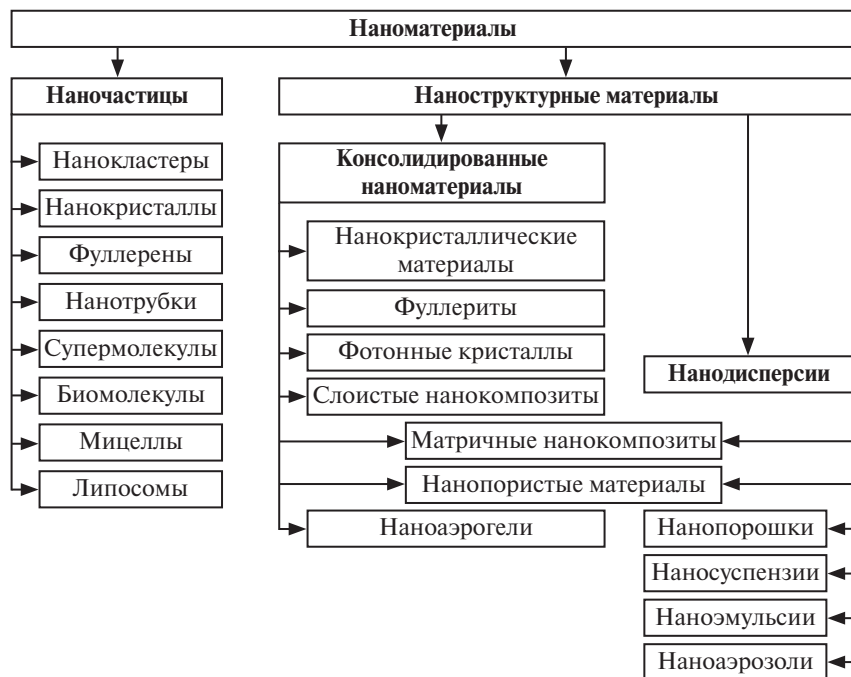 Наноматериалы
Наночастицы
Наноструктурные материалы
Нанокластеры
Нанокристаллы
Фуллерены
Нанотрубки
Супермолекулы
Биомолекулы
Мицеллы
Липосомы
Консолидированные
наноматериалы
Нанокристаллические
материалы
Фуллериты
Фотонные кристаллы
Слоистые нанокомпозиты
Матричные нанокомпозиты
Нанопористые материалы
Наноаэрогели
Нанодисперсии
Нанопорошки
Наносуспензии
Наноэмульсии
Наноаэрозоли